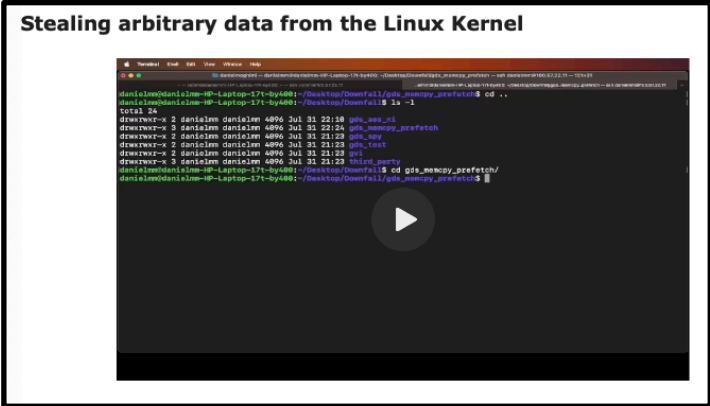 Stealing arbitrary data from the Linux Kernel
Terminal Shell Edit View Window Help
danielmm@danielmm-HP-Laptop-17t-by400:~/Desktop/Downfall/gds_memcpy_prefetch$ cd ..
danielmm@danielmm-HP-Laptop-17t-by400:~/Desktop/Downfall$ ls -l
total 24
drwxrwxr-x 2 danielmm danielmm 4096 Jul 31 22:10 gds_aes_ni
drwxrwxr-x 3 danielmm danielmm 4096 Jul 31 22:24 gds_memcpy_prefetch
drwxrwxr-x 2 danielmm danielmm 4096 Jul 31 21:23 gds_spy
drwxrwxr-x 2 danielmm danielmm 4096 Jul 31 21:23 gds_test
drwxrwxr-x 2 danielmm danielmm 4096 Jul 31 21:23 gvi
drwxrwxr-x 3 danielmm danielmm 4096 Jul 31 21:23 third_party
danielmm@danielmm-HP-Laptop-17t-by400:~/Desktop/Downfall$ cd gds_memcpy_prefetch/
danielmm@danielmm-HP-Laptop-17t-by400:~/Desktop/Downfall/gds_memcpy_prefetch$